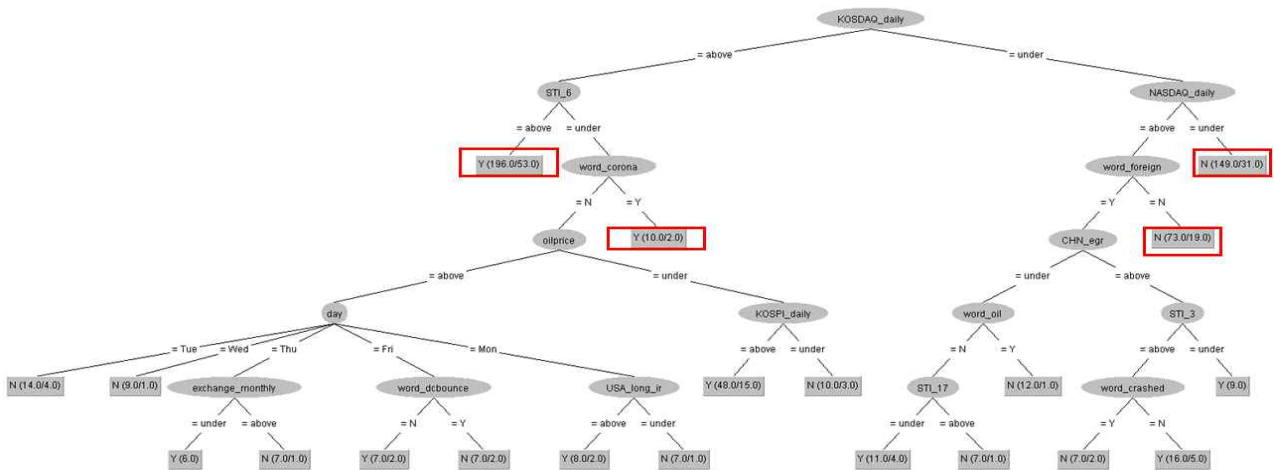 KOSDAQ_daily
= above = under
STI_6 NASDAQ_daily
= above = under = above = under
Y (196.0/53.0) word_corona word_foreign N (149.0/31.0)
= N = Y = Y = N
oilprice Y (10.0/2.0) CHN_egr N (73.0/19.0)
= above = under = under = above
day KOSPI_daily word_oil STI_3
= Tue = Wed = Thu = Fri = Mon = above = under = N = Y = above = under
N (14.0/4.0) N (9.0/1.0) exchange_monthly word_dcbounce USA_long_ir Y (48.0/15.0) N (10.0/3.0) STI_17 N (12.0/1.0) word_crashed Y (9.0)
= under = above = N = Y = above = under = under = above = Y = N
Y (6.0) N (7.0/1.0) Y (7.0/2.0) N (7.0/2.0) Y (8.0/2.0) N (7.0/1.0) Y (11.0/4.0) N (7.0/1.0) N (7.0/2.0) Y (16.0/5.0)